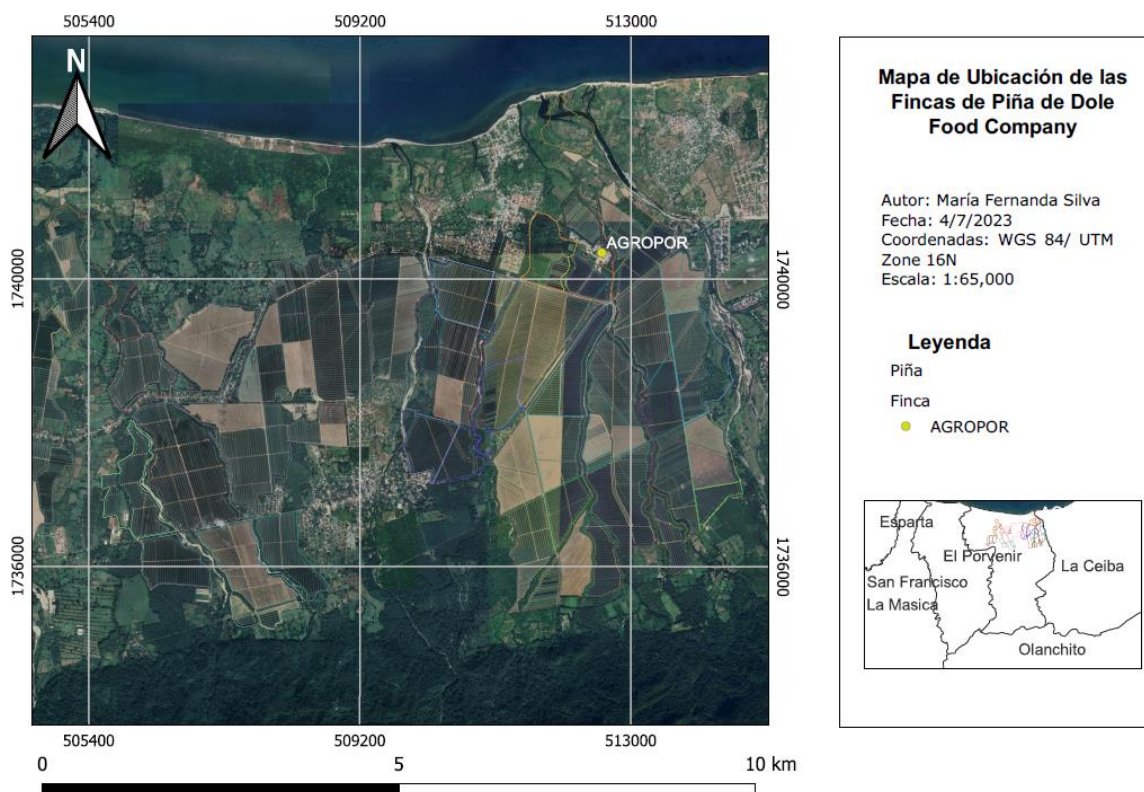 505400
509200
513000
N
AGROPOR
1740000
1740000
1736000
1736000
505400
509200
513000
0
5
10 km
Mapa de Ubicación de las
Fincas de Piña de Dole
Food Company
Autor: María Fernanda Silva
Fecha: 4/7/2023
Coordenadas: WGS 84/ UTM
Zone 16N
Escala: 1:65,000
Leyenda
Piña
Finca
AGROPOR
Esparta
El Porvenir
La Ceiba
San Francisco
La Masica
Olanchito